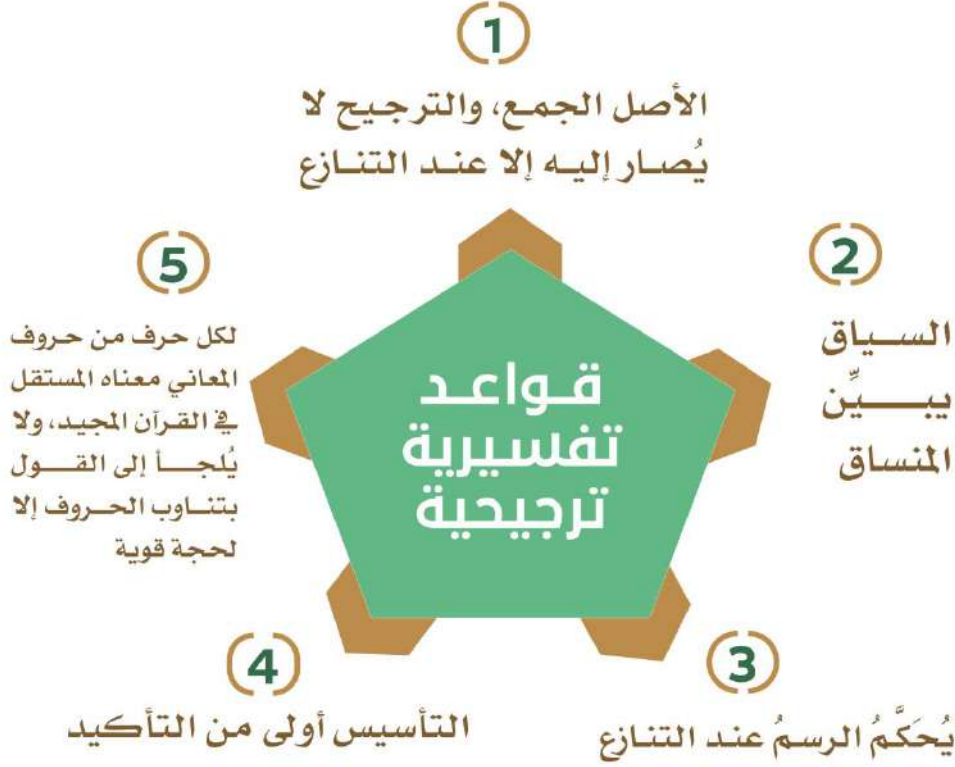 1
الأصل الجمع، والترجيح لا
يُصار إليه إلا عند التنازع
2
السياق
يبيِّن
المنساق
3
يُحَكَّمُ الرسمُ عند التنازع
4
التأسيس أولى من التأكيد
5
لكل حرف من حروف
المعاني معناه المستقل
في القرآن المجيد، ولا
يُلجأ إلى القول
بتناوب الحروف إلا
لحجة قوية
قواعد
تفسيرية
ترجيحية